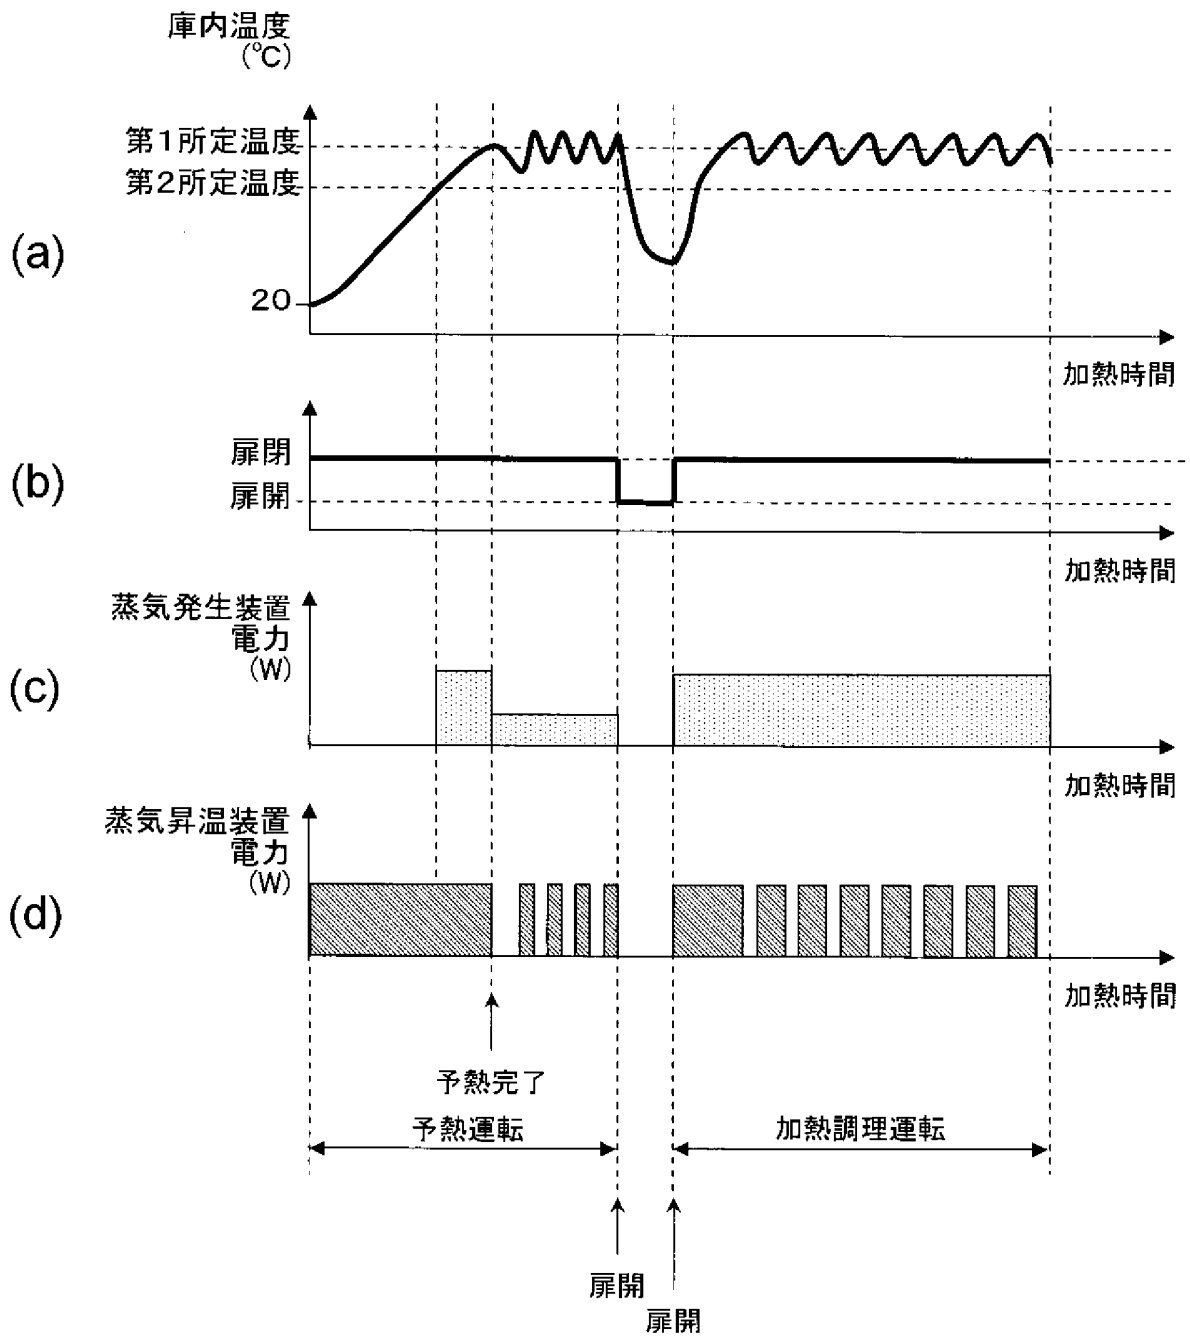 庫内温度
(℃)
第1所定温度
第2所定温度
(a)
20
加熱時間
扉閉
(b)
扉開
加熱時間
蒸気発生装置
電力
(W)
(c)
加熱時間
蒸気昇温装置
電力
(W)
(d)
加熱時間
予熱完了
予熱運転
加熱調理運転
扉開
扉開